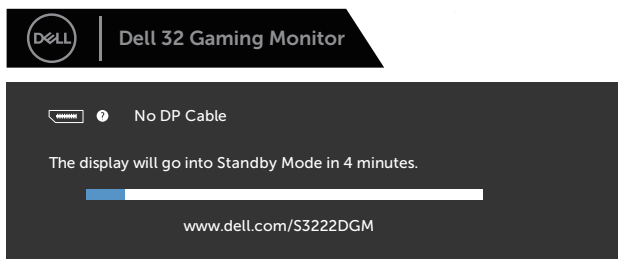 DELL
Dell 32 Gaming Monitor
? No DP Cable
The display will go into Standby Mode in 4 minutes.
www.dell.com/S3222DGM